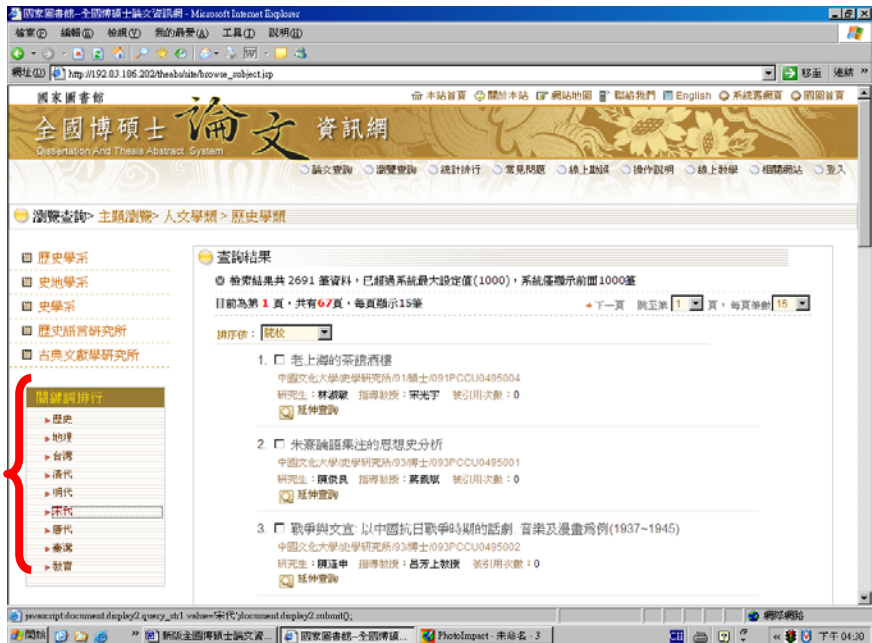 國家圖書館--全國博碩士論文資訊網 - Microsoft Internet Explorer
檔案(F) 編輯(E) 檢視(V) 我的最愛(A) 工具(T) 說明(H)
網址(D) http://192.83.186.202/theabs/site/browse_subject.jsp 移至 連結 »
國家圖書館 本站首頁 關於本站 網站地圖 聯絡我們 English 系統舊網頁 國圖首頁
全國博碩士論文資訊網
Dissertation And Thesis Abstract System
論文查詢 瀏覽查詢 統計排行 常見問題 線上勘誤 操作說明 線上教學 相關網站 登入
瀏覽查詢> 主題瀏覽> 人文學類 > 歷史學類
歷史學系
史地學系
史學系
歷史語言研究所
古典文獻學研究所
關鍵詞排行
歷史
地理
台灣
清代
明代
宋代
唐代
臺灣
教育
查詢結果
檢索結果共 2691 筆資料，已超過系統最大設定值(1000)，系統僅顯示前面1000筆
目前為第 1 頁，共有67頁，每頁顯示15筆 下一頁 跳至第 1 頁，每頁筆數 15
排序依： 院校
1. 老上海的茶館酒樓
中國文化大學/史學研究所/91/碩士/091PCCU0495004
研究生：林淑敏 指導教授：宋光宇 被引用次數：0
延伸查詢
2. 朱熹論語集注的思想史分析
中國文化大學/史學研究所/93/博士/093PCCU0495001
研究生：陳俊良 指導教授：蔣義斌 被引用次數：0
延伸查詢
3. 戰爭與文宣: 以中國抗日戰爭時期的話劇. 音樂及漫畫為例(1937~1945)
中國文化大學/史學研究所/93/博士/093PCCU0495002
研究生：陳逢申 指導教授：呂芳上教授 被引用次數：0
延伸查詢
javascript:document.display2.query_str1.value='宋代';document.display2.submit(); 網際網路
開始 » 新版全國博碩士論文資... 國家圖書館--全國博碩... PhotoImpact - 未命名 - 3 CH « 下午 04:30